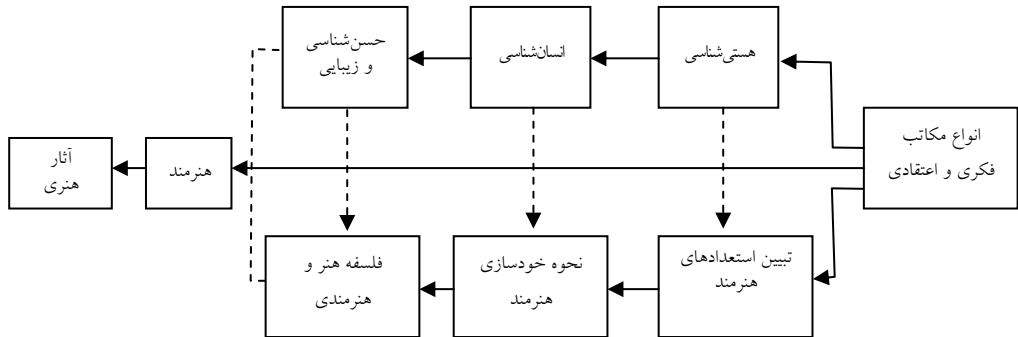 حسن‌شناسی
و زیبایی
انسان‌شناسی
هستی‌شناسی
انواع مکاتب
فکری و اعتقادی
هنرمند
آثار
هنری
تبیین استعدادهای
هنرمند
نحوه خودسازی
هنرمند
فلسفه هنر و
هنرمندی